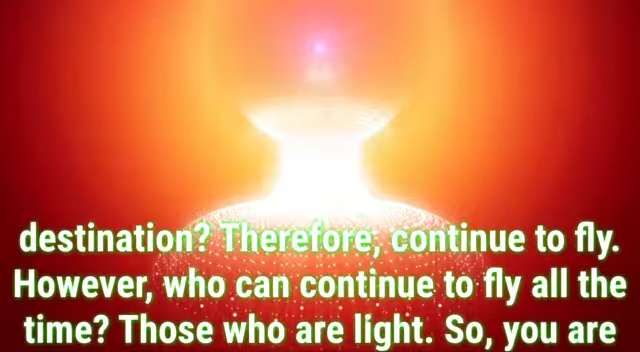 destination? Therefore, continue to fly.
However, who can continue to fly all the
time? Those who are light. So, you are